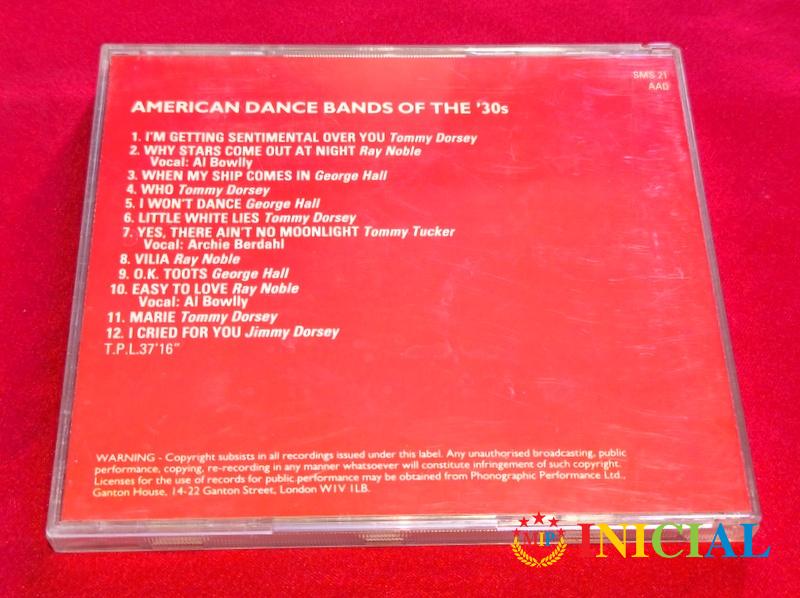 SMS 21
AAD
AMERICAN DANCE BANDS OF THE '30s
1. I'M GETTING SENTIMENTAL OVER YOU Tommy Dorsey
2. WHY STARS COME OUT AT NIGHT Ray Noble
Vocal: Al Bowlly
3. WHEN MY SHIP COMES IN George Hall
4. WHO Tommy Dorsey
5. I WON'T DANCE George Hall
6. LITTLE WHITE LIES Tommy Dorsey
7. YES, THERE AIN'T NO MOONLIGHT Tommy Tucker
Vocal: Archie Berdahl
8. VILIA Ray Noble
9. O.K. TOOTS George Hall
10. EASY TO LOVE Ray Noble
Vocal: Al Bowlly
11. MARIE Tommy Dorsey
12. I CRIED FOR YOU Jimmy Dorsey
T.P.L.37'16"
WARNING - Copyright subsists in all recordings issued under this label. Any unauthorised broadcasting, public
performance, copying, re-recording in any manner whatsoever will constitute infringement of such copyright.
Licenses for the use of records for public performance may be obtained from Phonographic Performance Ltd.,
Ganton House, 14-22 Ganton Street, London W1V 1LB.
MIP INICIAL